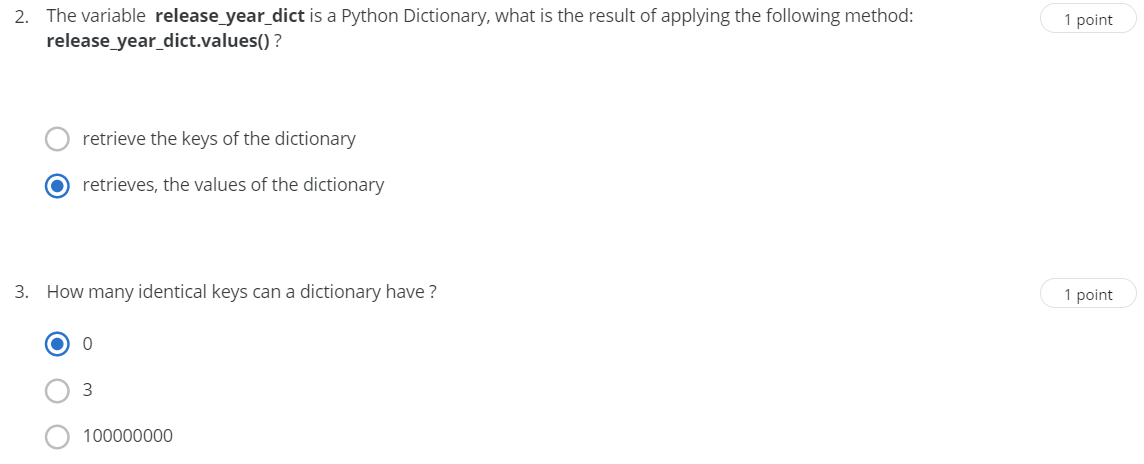 2. The variable release_year_dict is a Python Dictionary, what is the result of applying the following method:
1 point
release_year_dict.values() ?
retrieve the keys of the dictionary
retrieves, the values of the dictionary
3. How many identical keys can a dictionary have ?
1 point
0
3
100000000